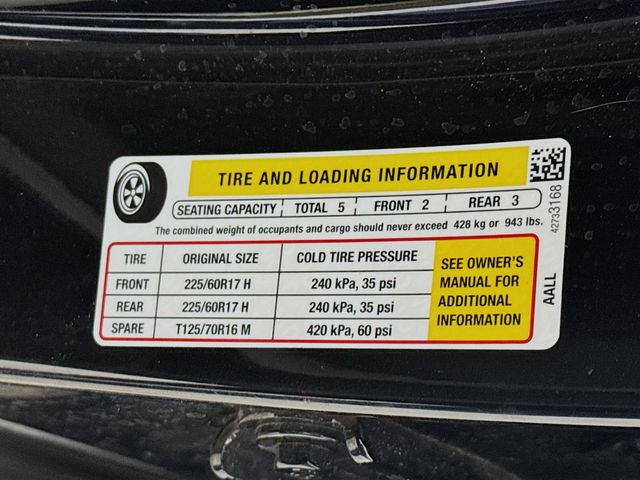 TIRE AND LOADING INFORMATION
SEATING CAPACITY TOTAL 5 FRONT 2 REAR 3
The combined weight of occupants and cargo should never exceed 428 kg or 943 lbs.
TIRE ORIGINAL SIZE COLD TIRE PRESSURE
FRONT 225/60R17 H 240 kPa, 35 psi
REAR 225/60R17 H 240 kPa, 35 psi
SPARE T125/70R16 M 420 kPa, 60 psi
SEE OWNER'S
MANUAL FOR
ADDITIONAL
INFORMATION
42733168
AALL